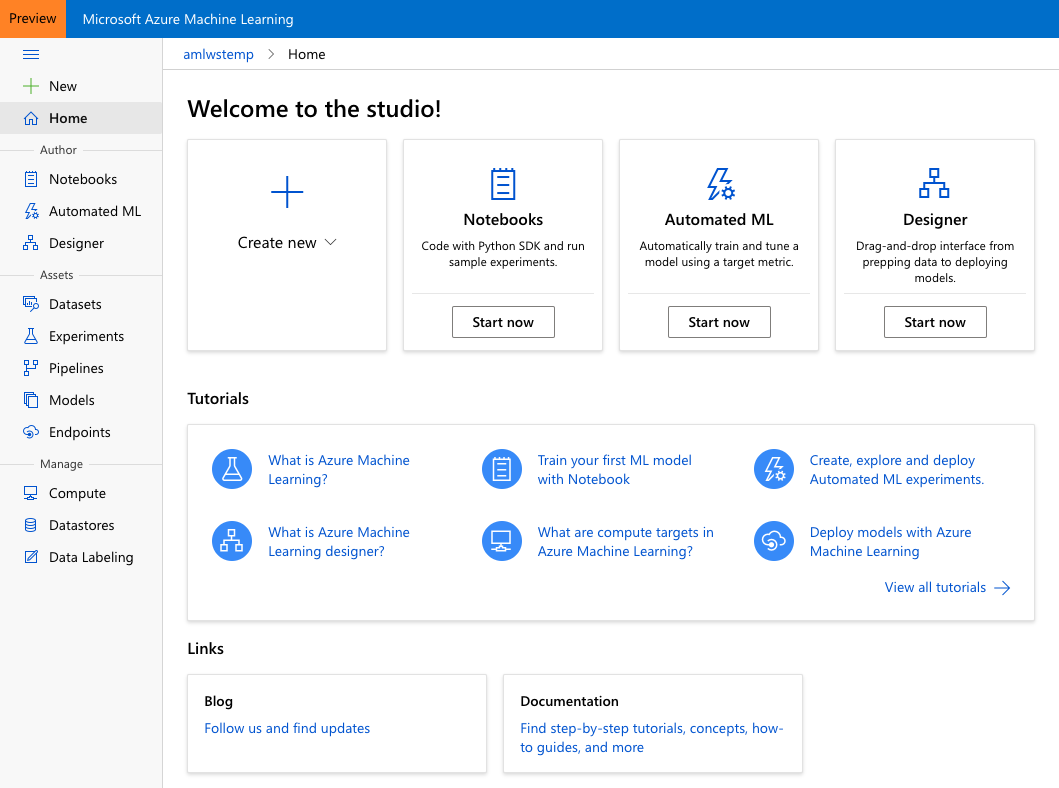 Preview
Microsoft Azure Machine Learning
amlwstemp
Home
New
Home
Author
Notebooks
Automated ML
Designer
Assets
Datasets
Experiments
Pipelines
Models
Endpoints
Manage
Compute
Datastores
Data Labeling
Welcome to the studio!
Create new
Notebooks
Code with Python SDK and run
sample experiments.
Start now
Automated ML
Automatically train and tune a
model using a target metric.
Start now
Designer
Drag-and-drop interface from
prepping data to deploying
models.
Start now
Tutorials
What is Azure Machine
Learning?
Train your first ML model
with Notebook
Create, explore and deploy
Automated ML experiments.
What is Azure Machine
Learning designer?
What are compute targets in
Azure Machine Learning?
Deploy models with Azure
Machine Learning
View all tutorials
Links
Blog
Follow us and find updates
Documentation
Find step-by-step tutorials, concepts, how-
to guides, and more